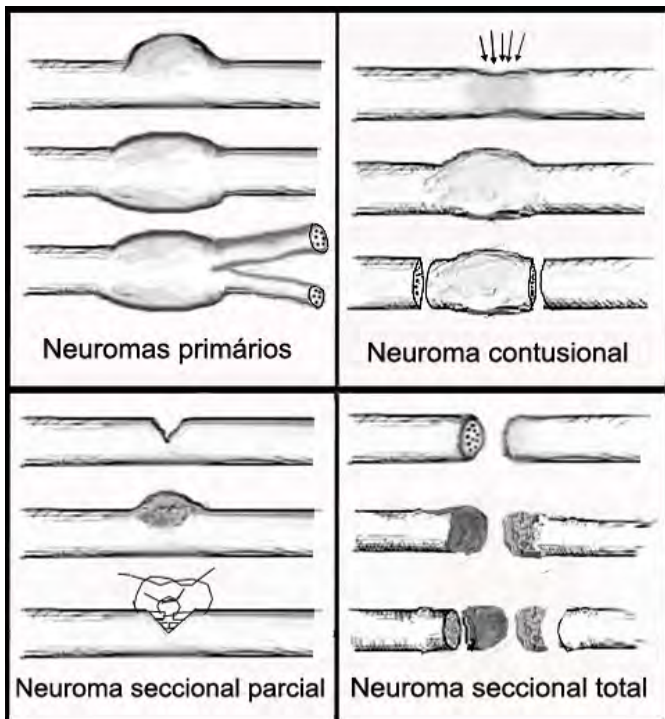 Neuromas primários
Neuroma contusional
Neuroma seccional parcial
Neuroma seccional total